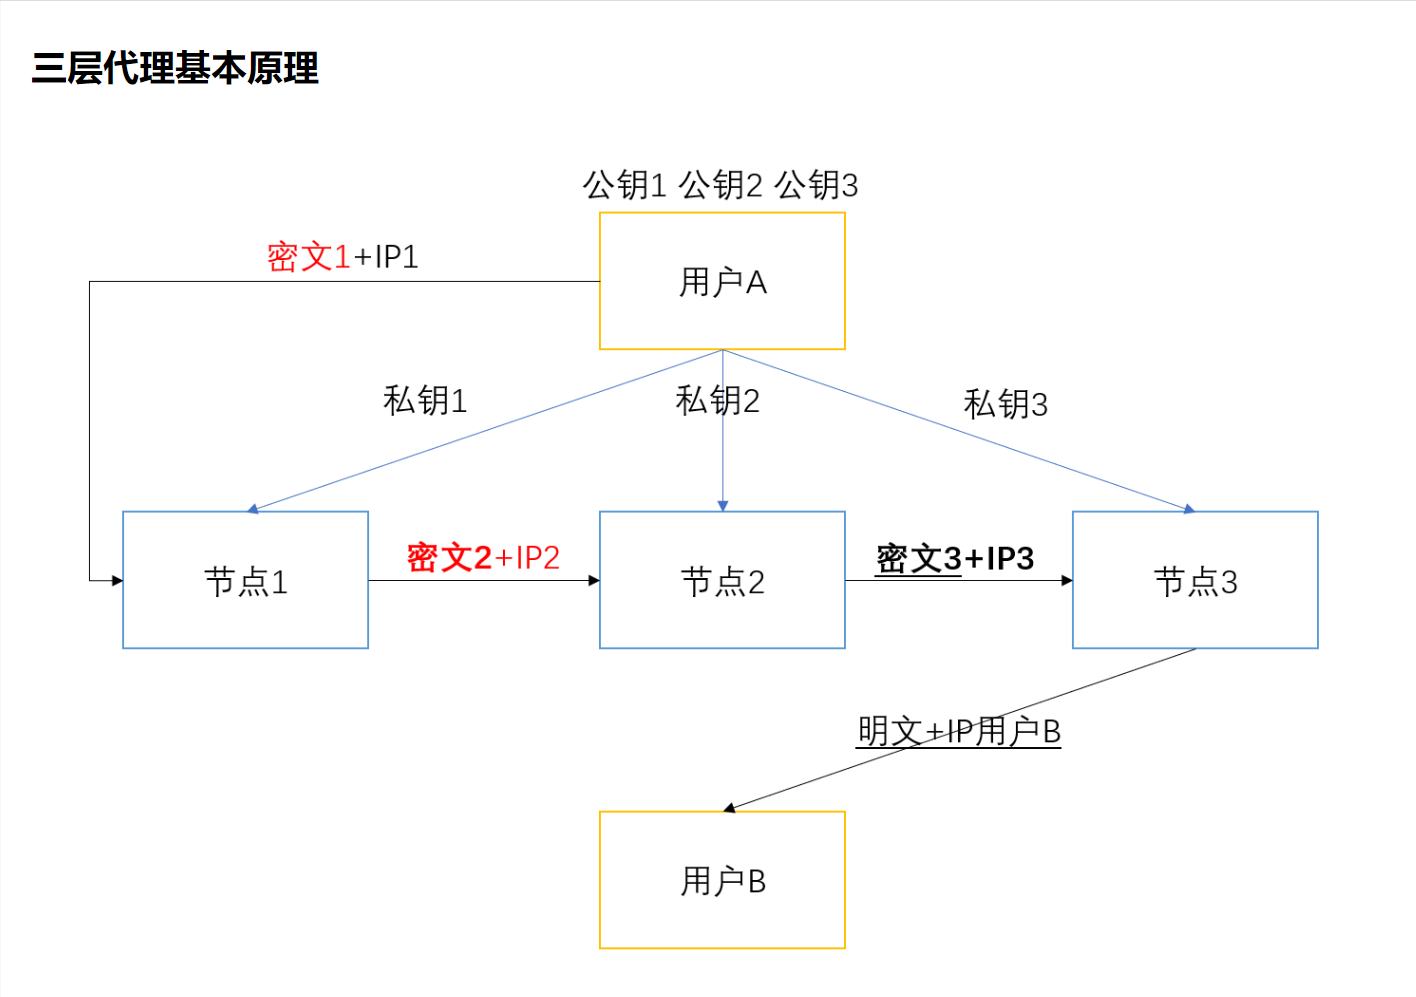 三层代理基本原理
公钥1 公钥2 公钥3
密文1+IP1
用户A
私钥1
私钥2
私钥3
密文2+IP2
密文3+IP3
节点1
节点2
节点3
明文+IP用户B
用户B